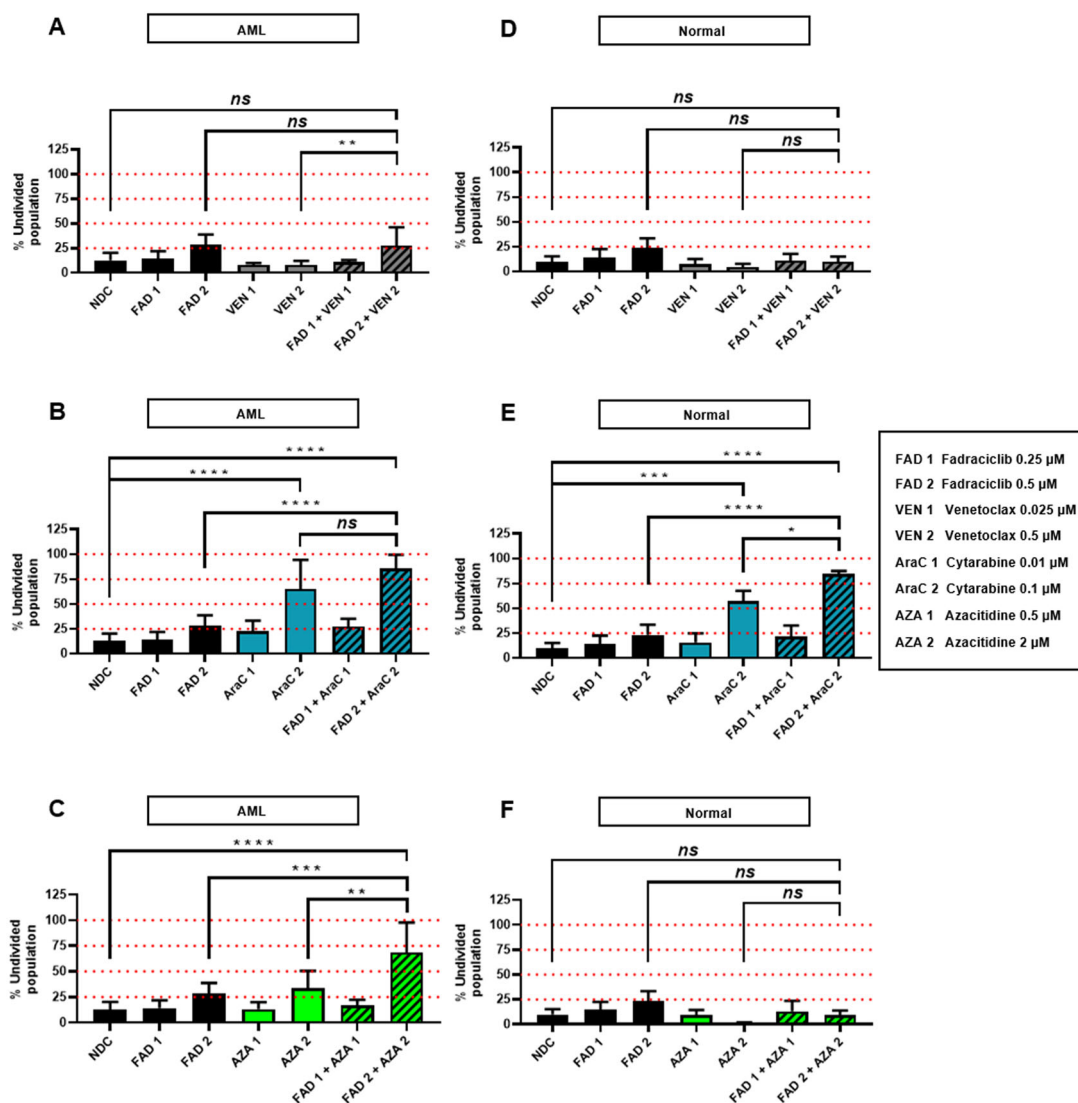 A
AML
ns
ns
* *
% Undivided
population
125
100
75
50
25
0
NDC
FAD 1
FAD 2
VEN 1
VEN 2
FAD 1 + VEN 1
FAD 2 + VEN 2
D
Normal
ns
ns
ns
% Undivided
population
125
100
75
50
25
0
NDC
FAD 1
FAD 2
VEN 1
VEN 2
FAD 1 + VEN 1
FAD 2 + VEN 2
B
AML
* * * *
* * * *
* * * *
ns
% Undivided
population
125
100
75
50
25
0
NDC
FAD 1
FAD 2
AraC 1
AraC 2
FAD 1 + AraC 1
FAD 2 + AraC 2
E
Normal
* * * *
* * *
* * * *
*
% Undivided
population
125
100
75
50
25
0
NDC
FAD 1
FAD 2
AraC 1
AraC 2
FAD 1 + AraC 1
FAD 2 + AraC 2
FAD 1 Fadraciclib 0.25 µM
FAD 2 Fadraciclib 0.5 µM
VEN 1 Venetoclax 0.025 µM
VEN 2 Venetoclax 0.5 µM
AraC 1 Cytarabine 0.01 µM
AraC 2 Cytarabine 0.1 µM
AZA 1 Azacitidine 0.5 µM
AZA 2 Azacitidine 2 µM
C
AML
* * * *
* * *
* *
% Undivided
population
125
100
75
50
25
0
NDC
FAD 1
FAD 2
AZA 1
AZA 2
FAD 1 + AZA 1
FAD 2 + AZA 2
F
Normal
ns
ns
ns
% Undivided
population
125
100
75
50
25
0
NDC
FAD 1
FAD 2
AZA 1
AZA 2
FAD 1 + AZA 1
FAD 2 + AZA 2